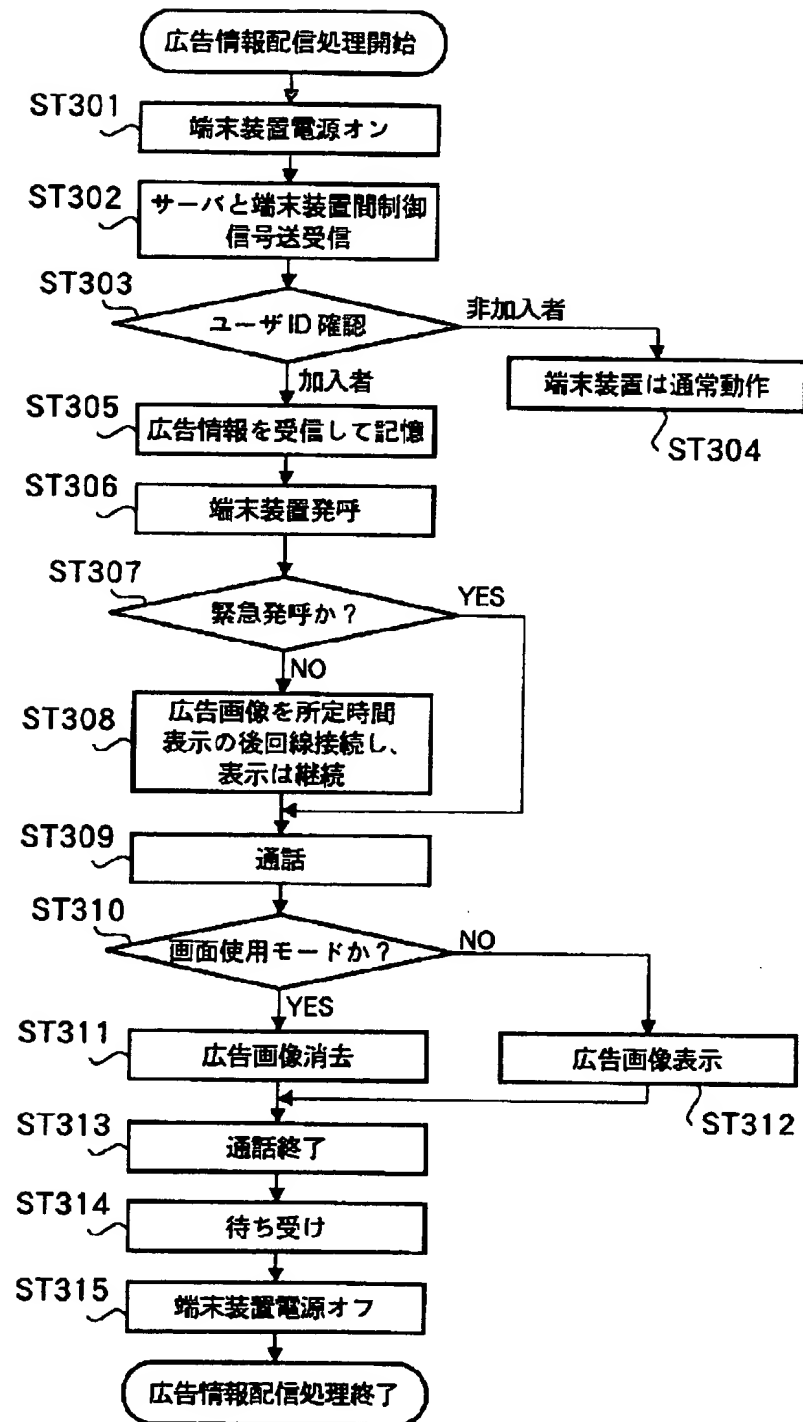 広告情報配信処理開始
ST301
端末装置電源オン
ST302
サーバと端末装置間制御
信号送受信
ST303
ユーザID確認
非加入者
加入者
端末装置は通常動作
ST304
ST305
広告情報を受信して記憶
ST306
端末装置発呼
ST307
緊急発呼か？
YES
NO
ST308
広告画像を所定時間
表示の後回線接続し、
表示は継続
ST309
通話
ST310
画面使用モードか？
NO
YES
ST311
広告画像消去
広告画像表示
ST312
ST313
通話終了
ST314
待ち受け
ST315
端末装置電源オフ
広告情報配信処理終了